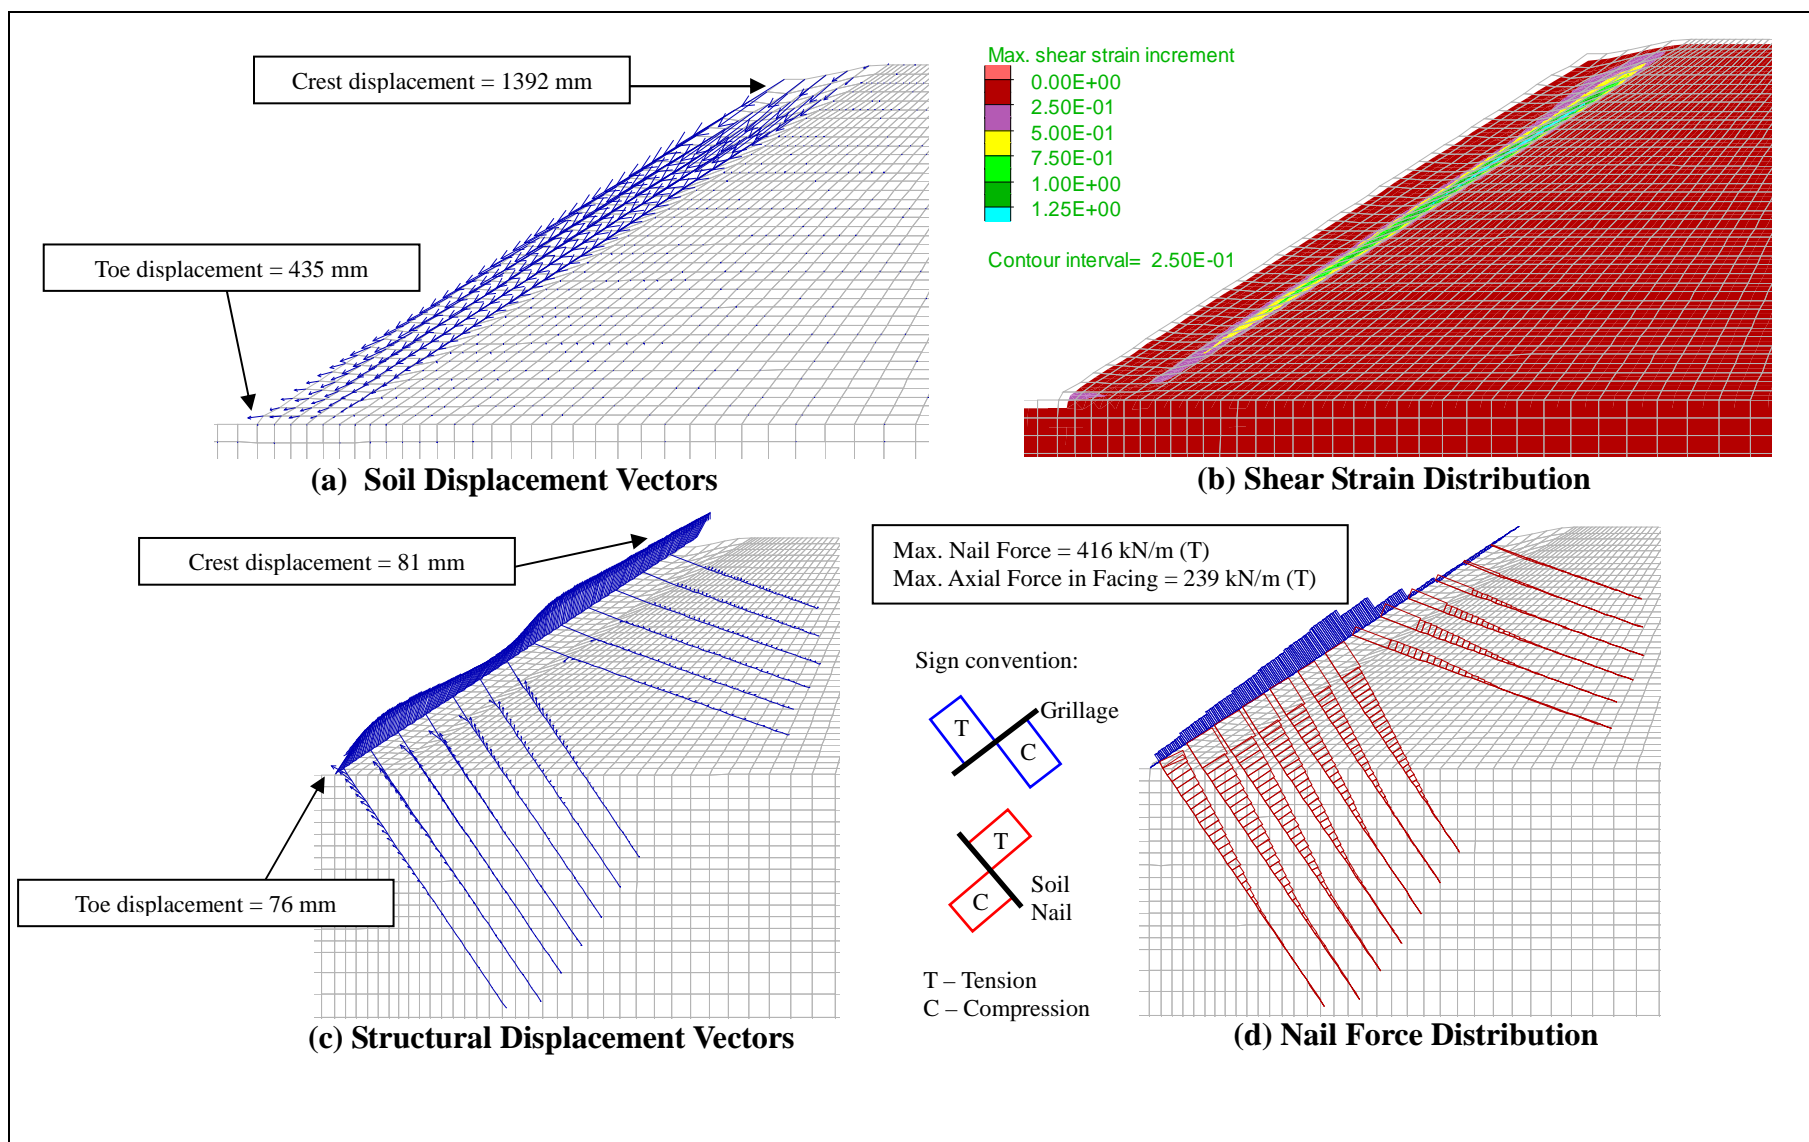 Crest displacement = 1392 mm
Toe displacement = 435 mm
(a) Soil Displacement Vectors
Max. shear strain increment
0.00E+00
2.50E-01
5.00E-01
7.50E-01
1.00E+00
1.25E+00
Contour interval= 2.50E-01
(b) Shear Strain Distribution
Crest displacement = 81 mm
Toe displacement = 76 mm
(c) Structural Displacement Vectors
Max. Nail Force = 416 kN/m (T)
Max. Axial Force in Facing = 239 kN/m (T)
Sign convention:
T
Grillage
C
T
C
Soil
Nail
T – Tension
C – Compression
(d) Nail Force Distribution